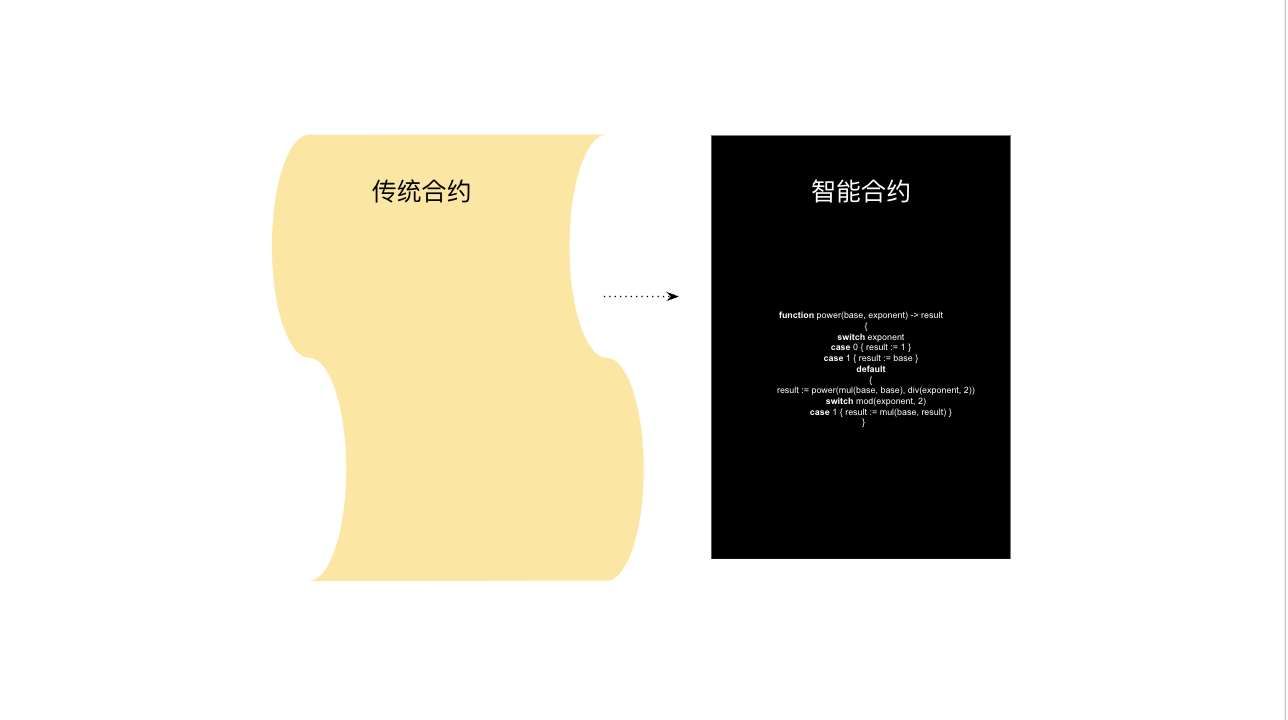 传统合约
智能合约
function power(base, exponent) -> result
{
switch exponent
case 0 { result := 1 }
case 1 { result := base }
default
{
result := power(mul(base, base), div(exponent, 2))
switch mod(exponent, 2)
case 1 { result := mul(base, result) }
}